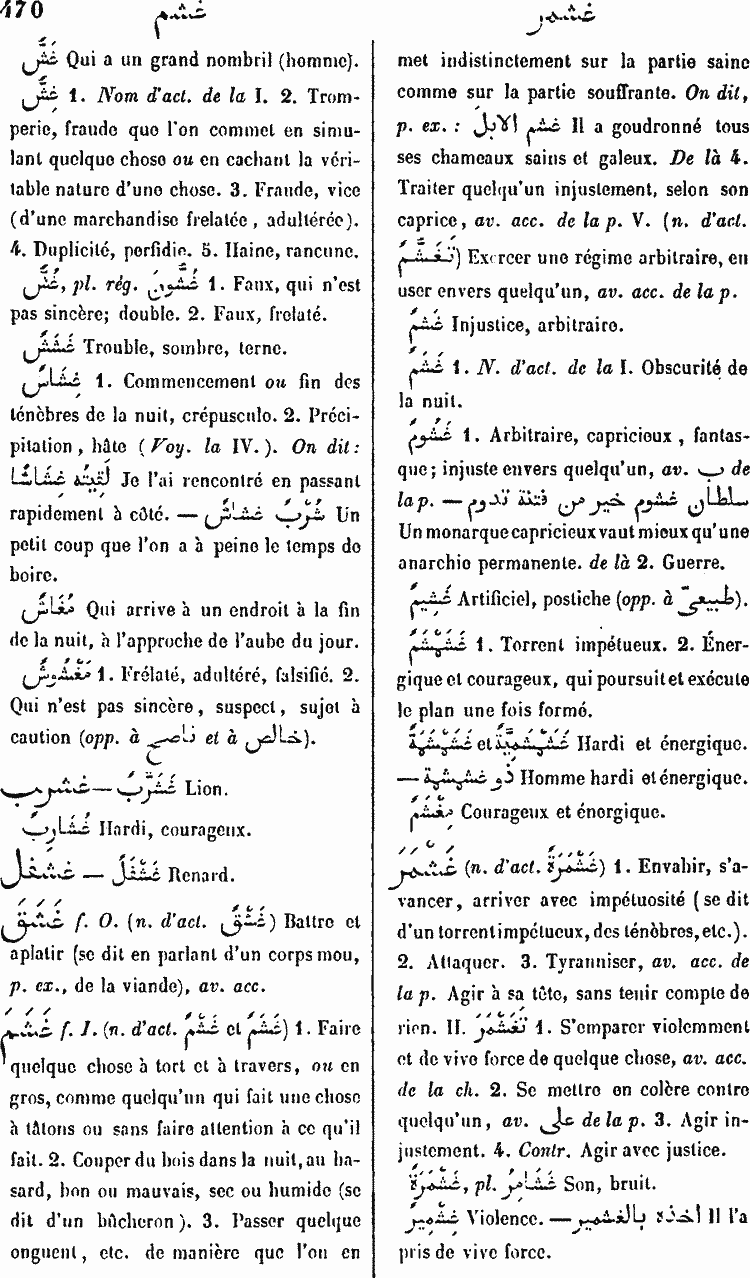 470 غشم غشمر
غَشٌّ Qui a un grand nombril (homme).
غِشٌّ 1. Nom d'act. de la I. 2. Trom-
perie, fraude que l'on commet en simu-
lant quelque chose ou en cachant la véri-
table nature d'une chose. 3. Fraude, vice
(d'une marchandise frelatée, adultérée).
4. Duplicité, perfidie. 5. Haine, rancune.
غُشٌّ, pl. rég. غُشُّونَ 1. Faux, qui n'est
pas sincère; double. 2. Faux, frelaté.
غَشَشٌ Trouble, sombre, terne.
غِشَاشٌ 1. Commencement ou fin des
ténèbres de la nuit, crépuscule. 2. Préci-
pitation, hâte (Voy. la IV.). On dit:
لَقِيتُهُ غِشَاشًا Je l'ai rencontré en passant
rapidement à côté. — شُرْبٌ غِشَاشٌ Un
petit coup que l'on a à peine le temps de
boire.
مُغَاشٌّ Qui arrive à un endroit à la fin
de la nuit, à l'approche de l'aube du jour.
مَغْشُوشٌ 1. Frélaté, adultéré, falsifié. 2.
Qui n'est pas sincère, suspect, sujet à
caution (opp. à ناصح et à خالص).
غشرب — غَشَرَّبٌ Lion.
غُشَارِبٌ Hardi, courageux.
غشفل — غَشْفَلٌ Renard.
غَشَقَ f. O. (n. d'act. غَشْقٌ) Battre et
aplatir (se dit en parlant d'un corps mou,
p. ex., de la viande), av. acc.
غَشَمَ f. I. (n. d'act. غَشْمٌ et غَشَمٌ) 1. Faire
quelque chose à tort et à travers, ou en
gros, comme quelqu'un qui fait une chose
à tâtons ou sans faire attention à ce qu'il
fait. 2. Couper du bois dans la nuit, au ha-
sard, bon ou mauvais, sec ou humide (se
dit d'un bûcheron). 3. Passer quelque
onguent, etc. de manière que l'on en
met indistinctement sur la partie saine
comme sur la partie souffrante. On dit,
p. ex.: غشم الابل Il a goudronné tous
ses chameaux sains et galeux. De là 4.
Traiter quelqu'un injustement, selon son
caprice, av. acc. de la p. V. (n. d'act.
تَغَشُّمٌ) Exercer une régime arbitraire, en
user envers quelqu'un, av. acc. de la p.
غَشْمٌ Injustice, arbitraire.
غَشَمٌ 1. N. d'act. de la I. Obscurité de
la nuit.
غَشُومٌ 1. Arbitraire, capricieux, fantas-
que; injuste envers quelqu'un, av. ب de
la p. — سلطان غشوم خير من فتنة تدوم
Un monarque capricieux vaut mieux qu'une
anarchie permanente. de là 2. Guerre.
غَشِيمٌ Artificiel, postiche (opp. à طبيعيّ).
غَشَمْشَمٌ 1. Torrent impétueux. 2. Éner-
gique et courageux, qui poursuit et exécute
le plan une fois formé.
غَشَمْشَمَةٌ et غَشَمْشَمِيَّةٌ Hardi et énergique.
— ذو غشمشمة Homme hardi et énergique.
مِغْشَمٌ Courageux et énergique.
غَشْمَرَ (n. d'act. غَشْمَرَةٌ) 1. Envahir, s'a-
vancer, arriver avec impétuosité (se dit
d'un torrent impétueux, des ténèbres, etc.).
2. Attaquer. 3. Tyranniser, av. acc. de
la p. Agir à sa tête, sans tenir compte de
rien. II. تَغَشْمَرَ 1. S'emparer violemment
et de vive force de quelque chose, av. acc.
de la ch. 2. Se mettre en colère contre
quelqu'un, av. على de la p. 3. Agir in-
justement. 4. Contr. Agir avec justice.
غَشْمَرَةٌ, pl. غَشَامِرُ Son, bruit.
غَشْمِيرٌ Violence. — اخذه بالغشمير Il l'a
pris de vive force.